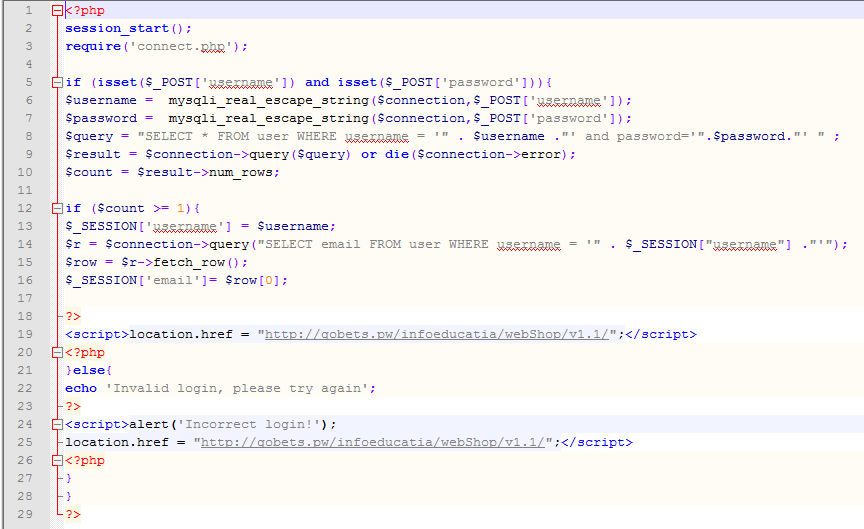 1 <?php
2 session_start();
3 require('connect.php');
4
5 if (isset($_POST['username']) and isset($_POST['password'])){
6 $username =  mysqli_real_escape_string($connection,$_POST['username']);
7 $password =  mysqli_real_escape_string($connection,$_POST['password']);
8 $query = "SELECT * FROM user WHERE username = '" . $username ."' and password='".$password."' " ;
9 $result = $connection->query($query) or die($connection->error);
10 $count = $result->num_rows;
11
12 if ($count >= 1){
13 $_SESSION['username'] = $username;
14 $r = $connection->query("SELECT email FROM user WHERE username = '" . $_SESSION["username"] ."'");
15 $row = $r->fetch_row();
16 $_SESSION['email']= $row[0];
17
18 ?>
19 <script>location.href = "http://gobets.pw/infoeducatia/webShop/v1.1/";</script>
20 <?php
21 }else{
22 echo 'Invalid login, please try again';
23 ?>
24 <script>alert('Incorrect login!');
25 location.href = "http://gobets.pw/infoeducatia/webShop/v1.1/";</script>
26 <?php
27 }
28 }
29 ?>